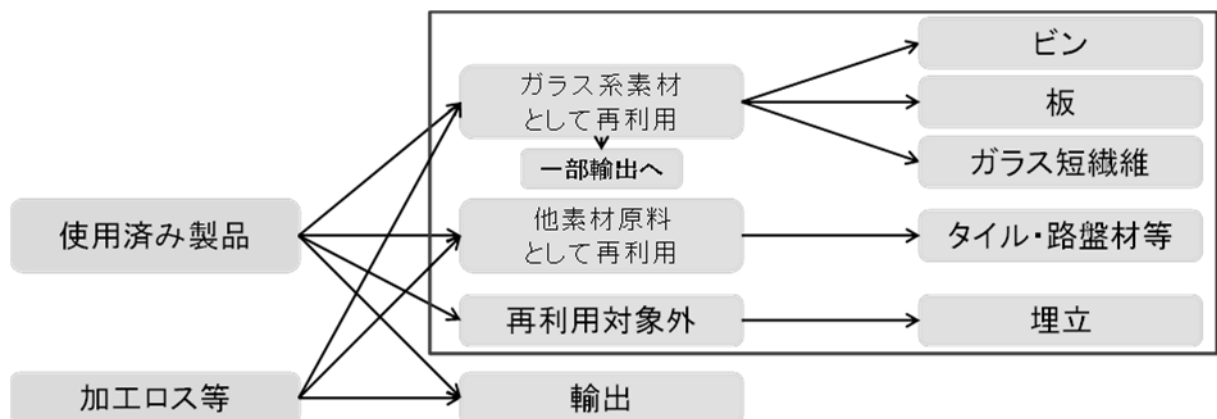 使用済み製品
加工ロス等
ガラス系素材
として再利用
一部輸出へ
他素材原料
として再利用
再利用対象外
輸出
ビン
板
ガラス短繊維
タイル・路盤材等
埋立